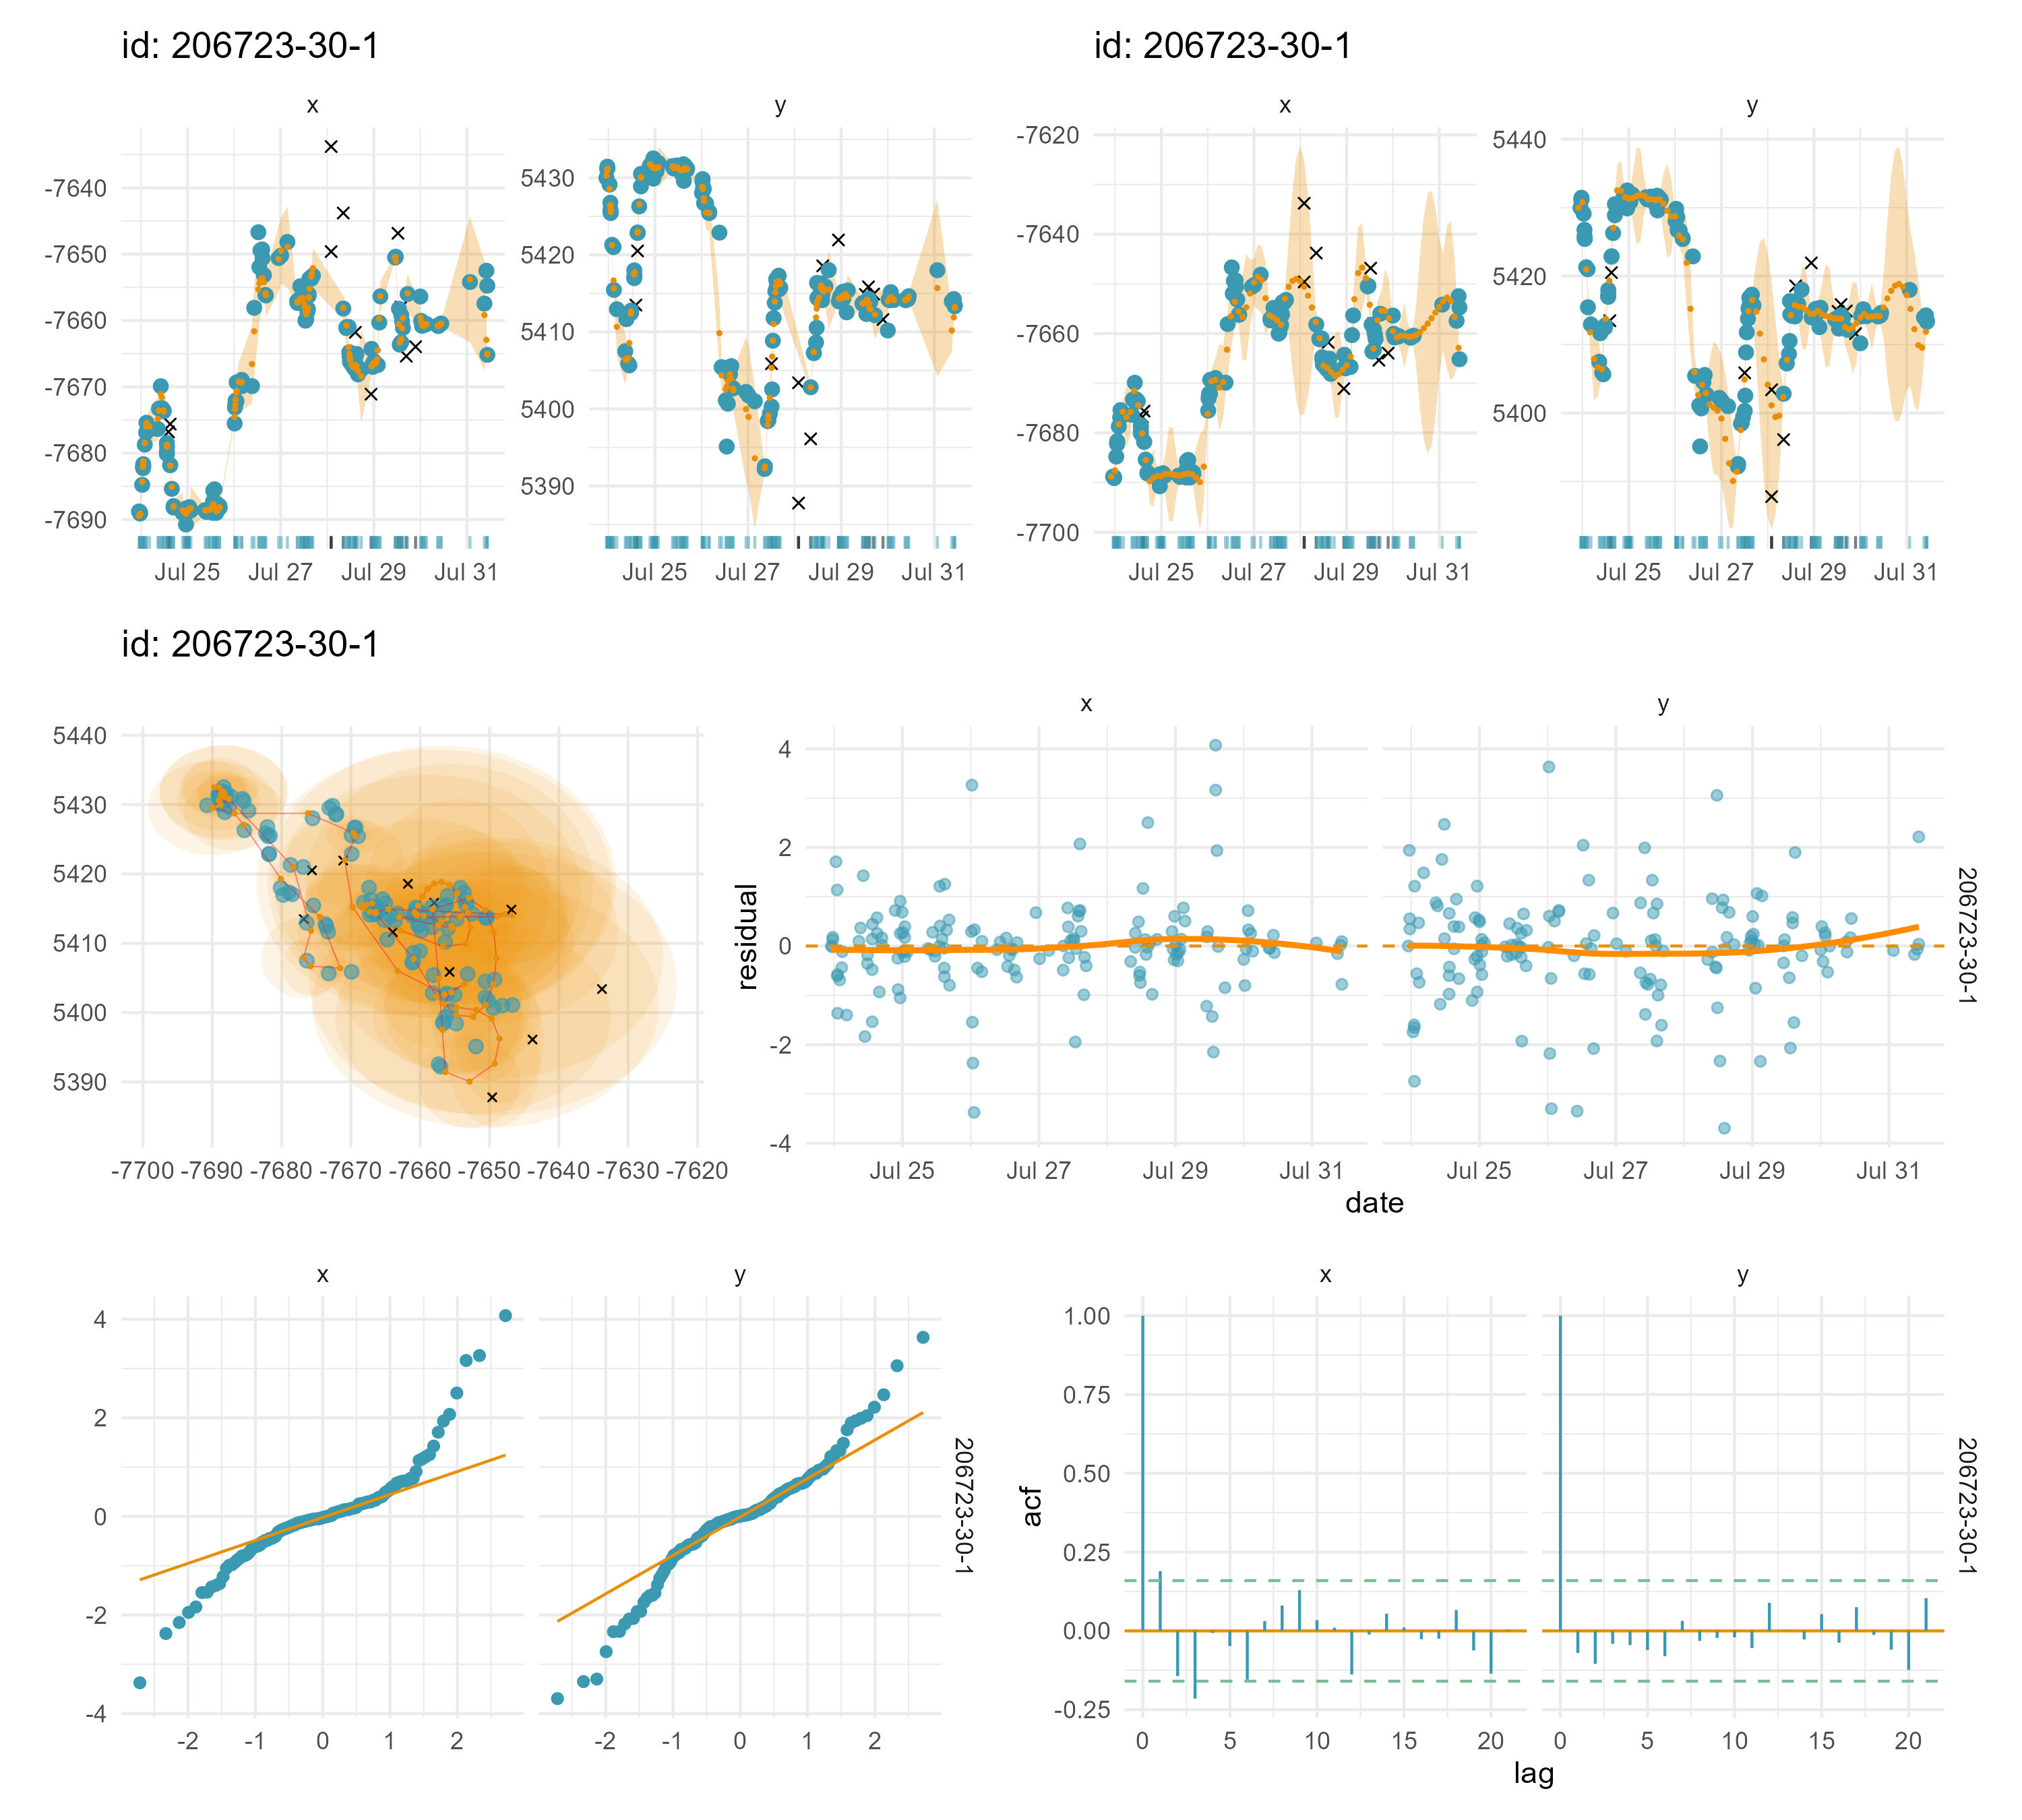 id: 206723-30-1
id: 206723-30-1
x
y
x
y
-7640
-7650
-7660
-7670
-7680
-7690
5430
5420
5410
5400
5390
-7620
-7640
-7660
-7680
-7700
5440
5420
5400
Jul 25 Jul 27 Jul 29 Jul 31
Jul 25 Jul 27 Jul 29 Jul 31
Jul 25 Jul 27 Jul 29 Jul 31
Jul 25 Jul 27 Jul 29 Jul 31
id: 206723-30-1
5440
5430
5420
5410
5400
5390
-7700 -7690 -7680 -7670 -7660 -7650 -7640 -7630 -7620
x
y
residual
4
2
0
-2
-4
206723-30-1
Jul 25 Jul 27 Jul 29 Jul 31
Jul 25 Jul 27 Jul 29 Jul 31
date
x
y
4
2
0
-2
-4
206723-30-1
-2 -1 0 1 2
-2 -1 0 1 2
x
y
acf
1.00
0.75
0.50
0.25
0.00
-0.25
206723-30-1
0 5 10 15 20
0 5 10 15 20
lag